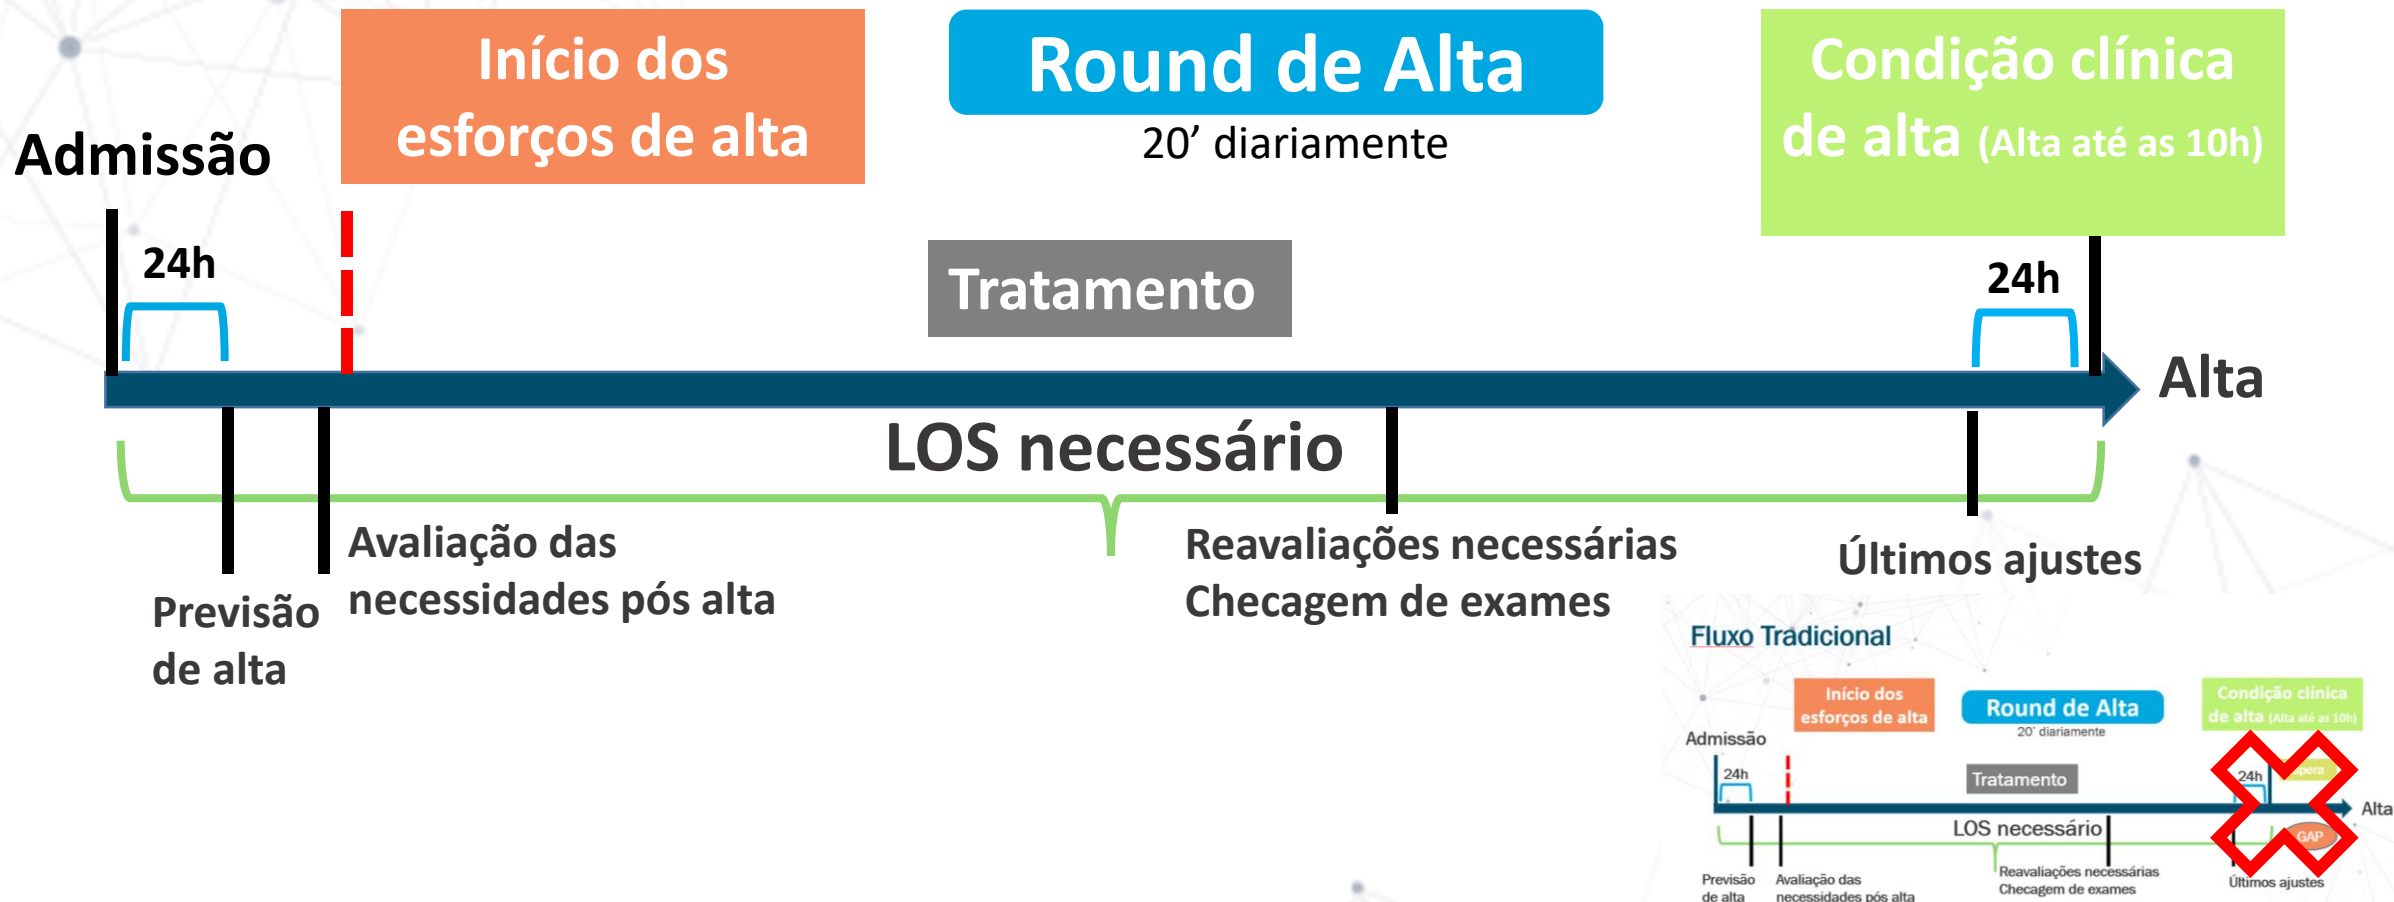 Início dos
esforços de alta
Round de Alta
20’ diariamente
Condição clínica
de alta (Alta até as 10h)
Admissão
24h
Tratamento
24h
Alta
LOS necessário
Avaliação das
necessidades pós alta
Previsão
de alta
Reavaliações necessárias
Checagem de exames
Últimos ajustes
Fluxo Tradicional
Início dos
esforços de alta
Round de Alta
20’ diariamente
Condição clínica
de alta (Alta até as 10h)
Admissão
24h
Tratamento
24h
Alta
LOS necessário
GAP
Previsão
de alta
Avaliação das
necessidades pós alta
Reavaliações necessárias
Checagem de exames
Últimos ajustes